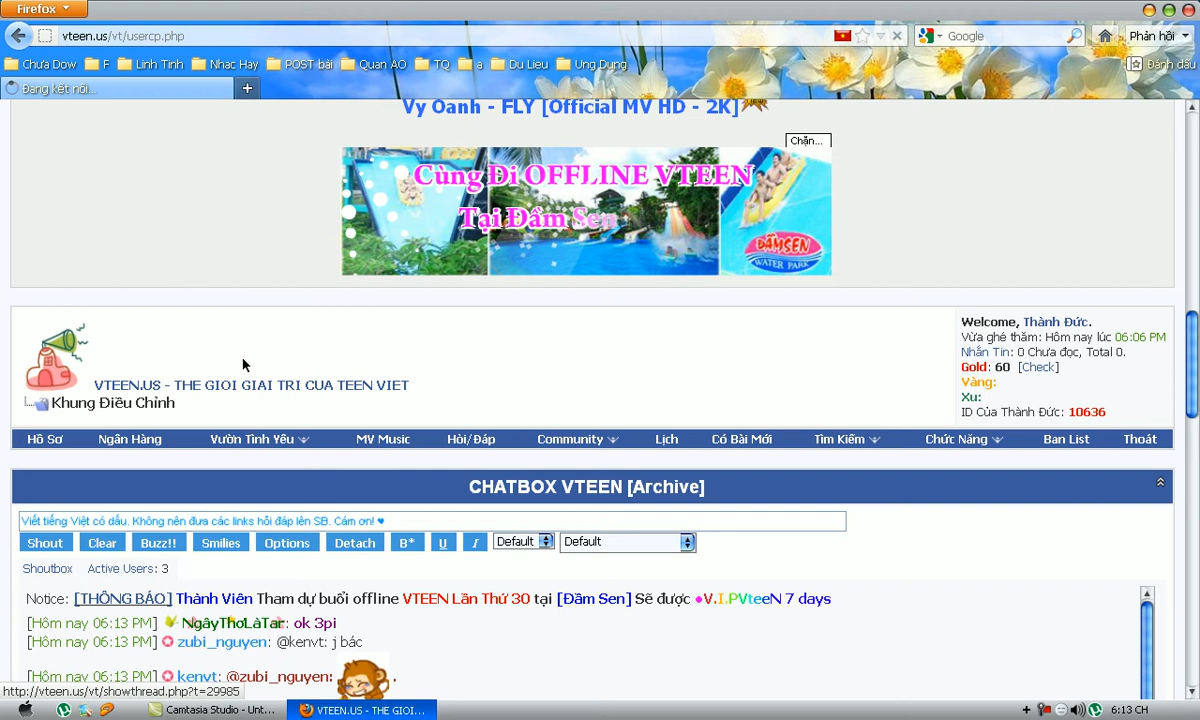 Firefox
vteen.us/vt/usercp.php
Google
Phản hồi
Chưa Dow
F
Linh Tinh
Nhac Hay
POST bài
Quan AO
TQ
a
Du Lieu
Ung Dung
Đánh dấu
Đang kết nối...
Vy Oanh - FLY [Official MV HD - 2K]
Chặn...
Cùng Đi OFFLINE VTEEN
Tại Đầm Sen
ĐẦMSEN
WATER PARK
Welcome, Thành Đức.
Vừa ghé thăm: Hôm nay lúc 06:06 PM
Nhắn Tin: 0 Chưa đọc, Total 0.
Gold: 60 [Check]
Vàng:
Xu:
ID Của Thành Đức: 10636
VTEEN.US - THE GIOI GIAI TRI CUA TEEN VIET
Khung Điều Chỉnh
Hồ Sơ
Ngân Hàng
Vườn Tình Yêu
MV Music
Hỏi/Đáp
Community
Lịch
Có Bài Mới
Tìm Kiếm
Chức Năng
Ban List
Thoát
CHATBOX VTEEN [Archive]
Viết tiếng Việt có dấu. Không nên đưa các links hỏi đáp lên SB. Cám ơn! ♥
Shout
Clear
Buzz!!
Smilies
Options
Detach
B*
U
I
Default
Default
Shoutbox
Active Users: 3
Notice: [THÔNG BÁO] Thành Viên Tham dự buổi offline VTEEN Lần Thứ 30 tại [Đầm Sen] Sẽ được •V.I.PVteeN 7 days
[Hôm nay 06:13 PM] NgâyThơLàTao: ok 3pi
[Hôm nay 06:13 PM] zubi_nguyen: @kenvt: j bác
[Hôm nay 06:13 PM] kenvt: @zubi_nguyen: .
http://vteen.us/vt/showthread.php?t=29985
Camtasia Studio - Unt...
VTEEN.US - THE GIOI...
6:13 CH